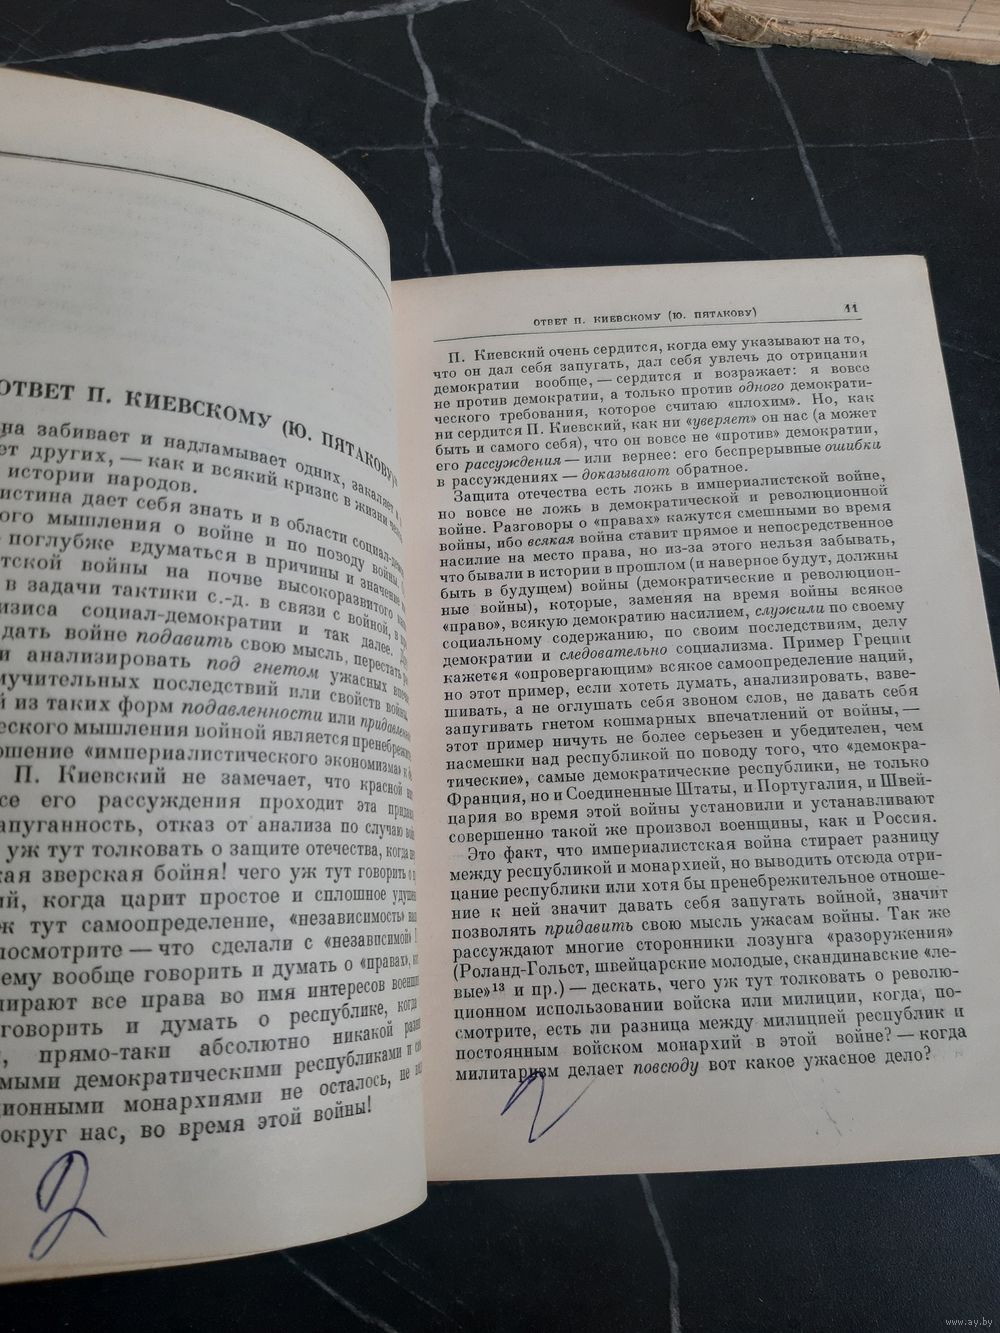 ОТВЕТ П. КИЕВСКОМУ (Ю. ПЯТАКОВУ)
на забивает и надламывает одних, закаляет
ет других, — как и всякий кризис в жизни
истории народов.
истина дает себя знать и в области социал-
ого мышления о войне и по поводу войны.
поглубже вдуматься в причины и значение
тской войны на почве высокоразвитого
в задачи тактики с.-д. в связи с войной, в
изиса социал-демократии и так далее.
дать войне подавить свою мысль, перестать
и анализировать под гнетом ужасных
мучительных последствий или свойств войны.
й из таких форм подавленности или
еского мышления войной является
ошение «империалистического экономизма» к
П. Киевский не замечает, что красной
се его рассуждения проходит эта
апуганность, отказ от анализа по случаю
уж тут толковать о защите отечества, когда
кая зверская бойня! чего уж тут говорить о
ий, когда царит простое и сплошное
ж тут самоопределение, «независимость»
посмотрите — что сделали с «независимой»
ему вообще говорить и думать о «правах»,
пирают все права во имя интересов
говорить и думать о республике, когда
, прямо-таки абсолютно никакой
мыми демократическими республиками и
ционными монархиями не осталось, не
округ нас, во время этой войны!
2
ОТВЕТ П. КИЕВСКОМУ (Ю. ПЯТАКОВУ) 11
П. Киевский очень сердится, когда ему указывают на то,
что он дал себя запугать, дал себя увлечь до отрицания
демократии вообще, — сердится и возражает: я вовсе
не против демократии, а только против одного демократи-
ческого требования, которое считаю «плохим». Но, как
ни сердится П. Киевский, как ни «уверяет» он нас (а может
быть и самого себя), что он вовсе не «против» демократии,
его рассуждения — или вернее: его беспрерывные ошибки
в рассуждениях — доказывают обратное.
Защита отечества есть ложь в империалистской войне,
но вовсе не ложь в демократической и революционной
войне. Разговоры о «правах» кажутся смешными во время
войны, ибо всякая война ставит прямое и непосредственное
насилие на место права, но из-за этого нельзя забывать,
что бывали в истории в прошлом (и наверное будут, должны
быть в будущем) войны (демократические и революцион-
ные войны), которые, заменяя на время войны всякое
«право», всякую демократию насилием, служили по своему
социальному содержанию, по своим последствиям, делу
демократии и следовательно социализма. Пример Греции
кажется «опровергающим» всякое самоопределение наций,
но этот пример, если хотеть думать, анализировать, взве-
шивать, а не оглушать себя звоном слов, не давать себя
запугивать гнетом кошмарных впечатлений от войны, —
этот пример ничуть не более серьезен и убедителен, чем
насмешки над республикой по поводу того, что «демокра-
тические», самые демократические республики, не только
Франция, но и Соединенные Штаты, и Португалия, и Швей-
цария во время этой войны установили и устанавливают
совершенно такой же произвол военщины, как и Россия.
Это факт, что империалистская война стирает разницу
между республикой и монархией, но выводить отсюда отри-
цание республики или хотя бы пренебрежительное отноше-
ние к ней значит давать себя запугать войной, значит
позволять придавить свою мысль ужасам войны. Так же
рассуждают многие сторонники лозунга «разоружения»
(Роланд-Гольст, швейцарские молодые, скандинавские «ле-
вые»¹³ и пр.) — дескать, чего уж тут толковать о револю-
ционном использовании войска или милиции, когда, по-
смотрите, есть ли разница между милицией республик и
постоянным войском монархий в этой войне? — когда
милитаризм делает повсюду вот какое ужасное дело?
2
www.ay.by